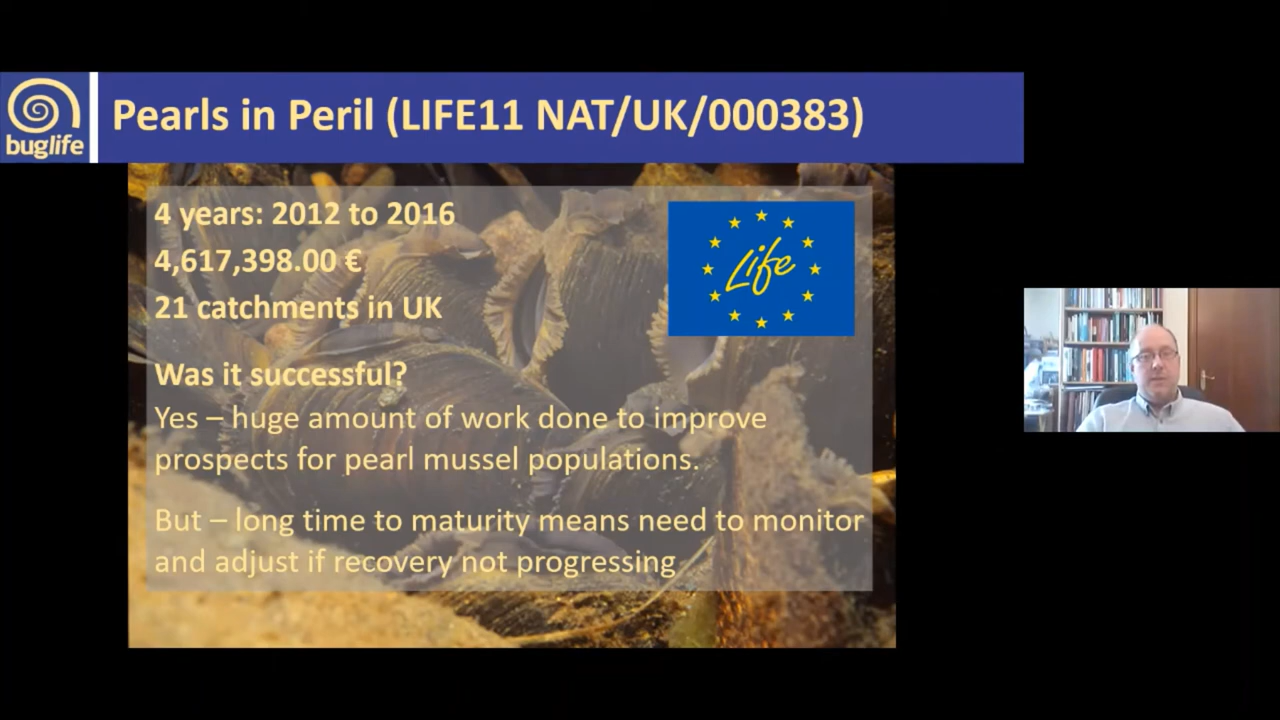 buglife
Pearls in Peril (LIFE11 NAT/UK/000383)
4 years: 2012 to 2016
4,617,398.00 €
21 catchments in UK
Life
Was it successful?
Yes – huge amount of work done to improve
prospects for pearl mussel populations.
But – long time to maturity means need to monitor
and adjust if recovery not progressing